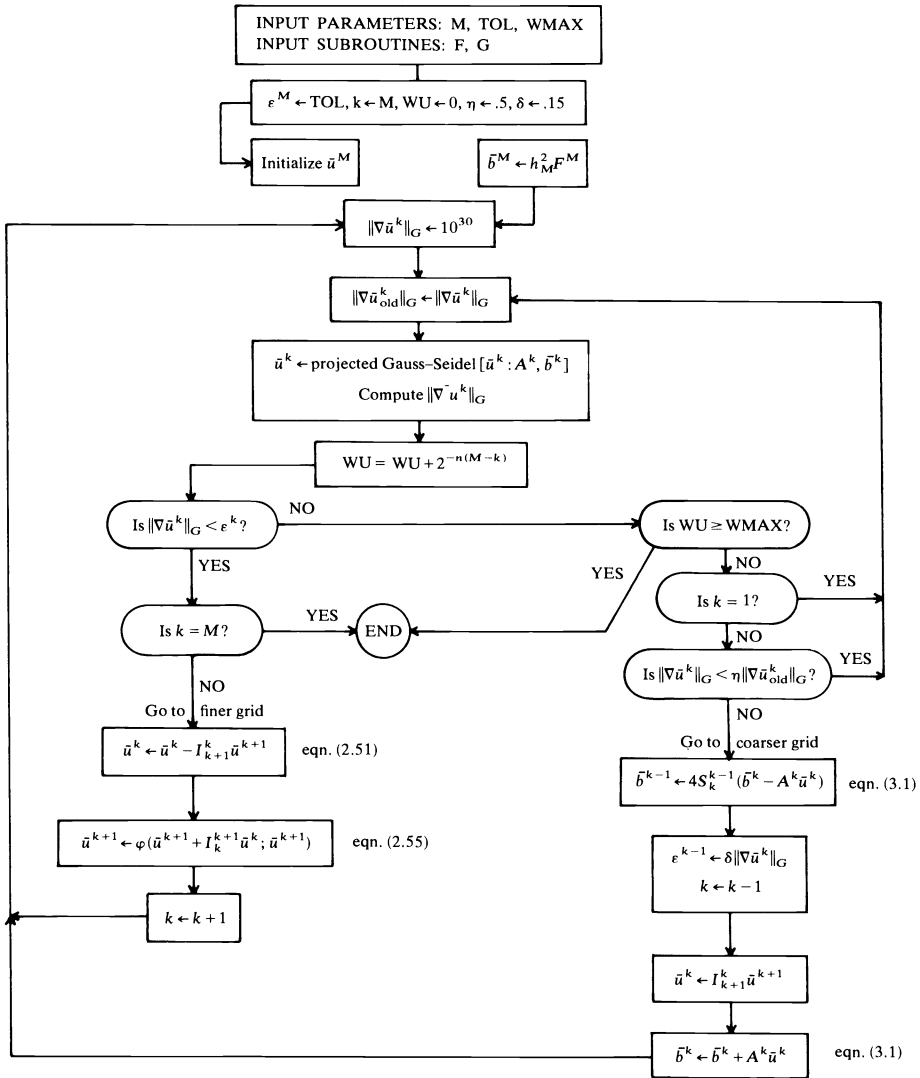 INPUT PARAMETERS: M, TOL, WMAX
INPUT SUBROUTINES: F, G
ε^M ← TOL, k ← M, WU ← 0, η ← .5, δ ← .15
Initialize ū^M
b̄^M ← h_M^2 F^M
‖∇ū^k‖_G ← 10^30
‖∇ū^k_old‖_G ← ‖∇ū^k‖_G
ū^k ← projected Gauss–Seidel [ū^k : A^k, b̄^k]
Compute ‖∇¯u^k‖_G
WU = WU + 2^{-n(M-k)}
Is ‖∇ū^k‖_G < ε^k?
NO
Is WU ≥ WMAX?
YES
YES
NO
Is k = 1?
YES
Is k = M?
YES
END
NO
Is ‖∇ū^k‖_G < η‖∇ū^k_old‖_G?
YES
NO
Go to finer grid
NO
Go to coarser grid
ū^k ← ū^k − I^k_{k+1} ū^{k+1}
eqn. (2.51)
b̄^{k−1} ← 4S^{k−1}_k (b̄^k − A^k ū^k)
eqn. (3.1)
ū^{k+1} ← φ(ū^{k+1} + I^{k+1}_k ū^k ; ū^{k+1})
eqn. (2.55)
ε^{k−1} ← δ‖∇ū^k‖_G
k ← k − 1
k ← k + 1
ū^k ← I^k_{k+1} ū^{k+1}
b̄^k ← b̄^k + A^k ū^k
eqn. (3.1)